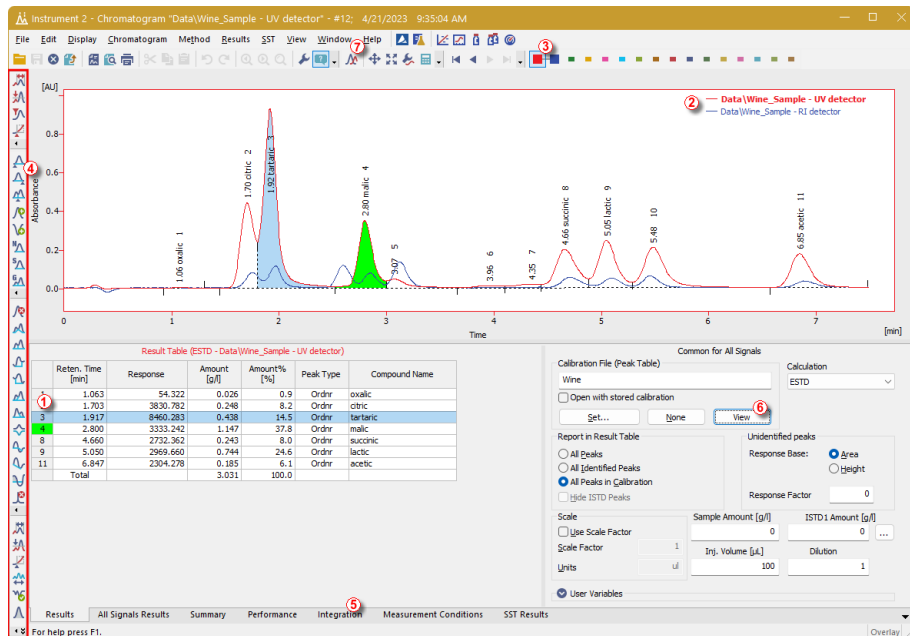 Instrument 2 - Chromatogram "Data\Wine_Sample - UV detector" - #12; 4/21/2023 9:35:04 AM
File Edit Display Chromatogram Method Results SST View Window Help
7
3
[AU]
2
Data\Wine_Sample - UV detector
Data\Wine_Sample - RI detector
4
Absorbance
0.8
0.6
0.4
0.2
0.0
1.06 oxalic 1
1.70 citric 2
1.92 tartaric 3
2.80 malic 4
3.07 5
3.96 6
4.35 7
4.66 succinic 8
5.05 lactic 9
5.48 10
6.85 acetic 11
0 1 2 3 4 5 6 7
Time
[min]
Result Table (ESTD - Data\Wine_Sample - UV detector)
Reten. Time [min] Response Amount [g/l] Amount% [%] Peak Type Compound Name
1.063 54.322 0.026 0.9 Ordnr oxalic
1 1.703 3830.782 0.248 8.2 Ordnr citric
3 1.917 8460.283 0.438 14.5 Ordnr tartaric
4 2.800 3333.242 1.147 37.8 Ordnr malic
8 4.660 2732.362 0.243 8.0 Ordnr succinic
9 5.050 2969.660 0.744 24.6 Ordnr lactic
11 6.847 2304.278 0.185 6.1 Ordnr acetic
Total 3.031 100.0
Common for All Signals
Calibration File (Peak Table)
Wine
Calculation
ESTD
Open with stored calibration
Set... None View
6
Report in Result Table
All Peaks
All Identified Peaks
All Peaks in Calibration
Hide ISTD Peaks
Unidentified peaks
Response Base: Area
Height
Response Factor 0
Scale
Use Scale Factor
Scale Factor 1
Units ul
Sample Amount [g/l] ISTD1 Amount [g/l]
0 0 ...
Inj. Volume [µL] Dilution
100 1
User Variables
5
Results All Signals Results Summary Performance Integration Measurement Conditions SST Results
For help press F1.
Overlay